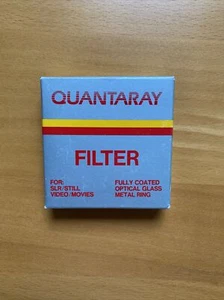 QUANTARAY
FILTER
FOR:
SLR/STILL
VIDEO/MOVIES
FULLY COATED
OPTICAL GLASS
METAL RING